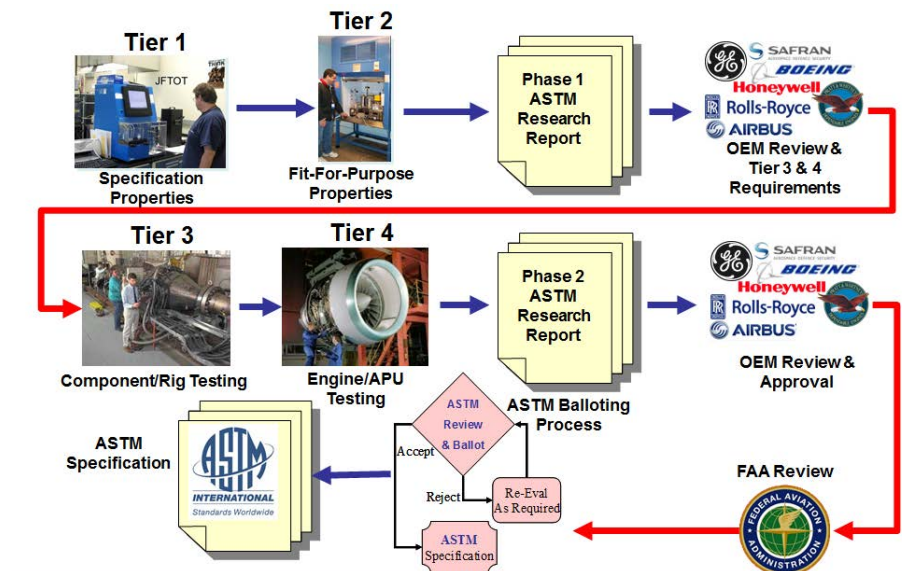 Tier 1
JFTOT
Specification
Properties
Tier 2
Fit-For-Purpose
Properties
Phase 1
ASTM
Research
Report
SAFRAN
BOEING
Honeywell
Rolls-Royce
AIRBUS
OEM Review &
Tier 3 & 4
Requirements
Tier 3
Component/Rig Testing
Tier 4
Engine/APU
Testing
Phase 2
ASTM
Research
Report
SAFRAN
BOEING
Honeywell
Rolls-Royce
AIRBUS
OEM Review &
Approval
ASTM
Specification
ASTM
INTERNATIONAL
Standards Worldwide
ASTM Balloting
Process
ASTM
Review
& Ballot
Accept
Reject
Re-Eval
As Required
ASTM
Specification
FAA Review
FEDERAL AVIATION
ADMINISTRATION